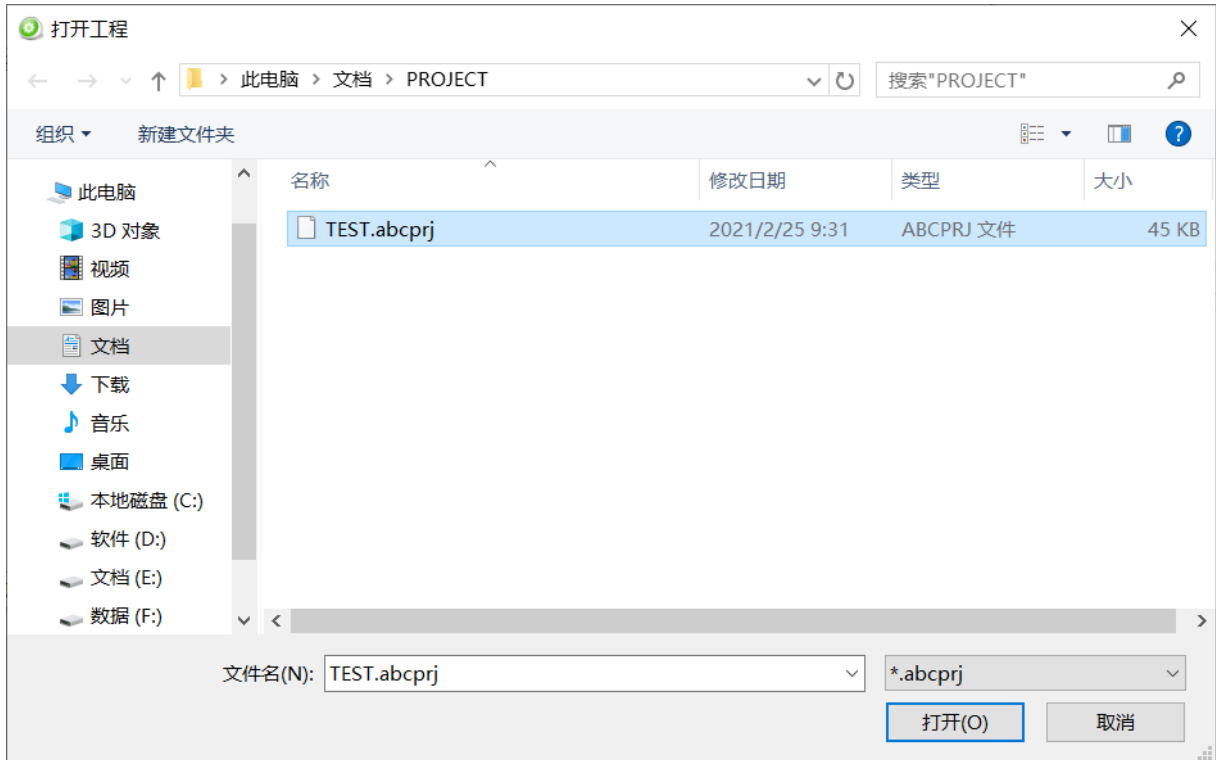 打开工程
此电脑 > 文档 > PROJECT
搜索"PROJECT"
组织 新建文件夹
名称 修改日期 类型 大小
TEST.abcprj 2021/2/25 9:31 ABCPRJ 文件 45 KB
此电脑
3D 对象
视频
图片
文档
下载
音乐
桌面
本地磁盘 (C:)
软件 (D:)
文档 (E:)
数据 (F:)
文件名(N): TEST.abcprj *.abcprj
打开(O) 取消